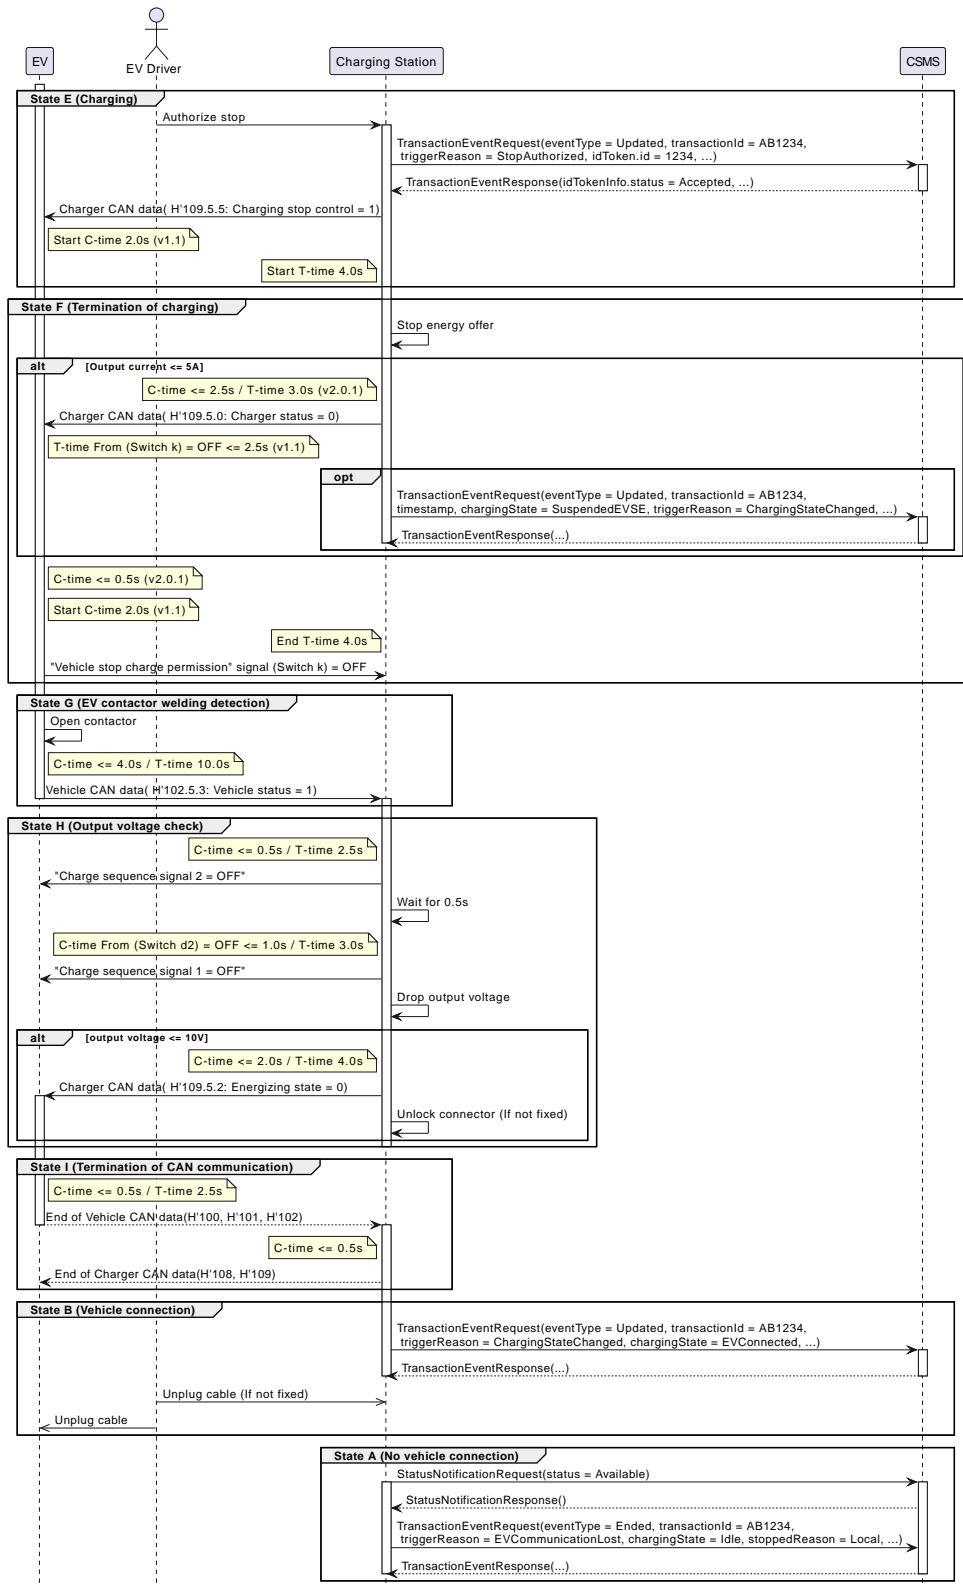 EV
EV Driver
Charging Station
CSMS
State E (Charging)
Authorize stop
TransactionEventRequest(eventType = Updated, transactionId = AB1234,
triggerReason = StopAuthorized, idToken.id = 1234, ...)
TransactionEventResponse(idTokenInfo.status = Accepted, ...)
Charger CAN data( H'109.5.5: Charging stop control = 1)
Start C-time 2.0s (v1.1)
Start T-time 4.0s
State F (Termination of charging)
Stop energy offer
alt
[Output current <= 5A]
C-time <= 2.5s / T-time 3.0s (v2.0.1)
Charger CAN data( H'109.5.0: Charger status = 0)
T-time From (Switch k) = OFF <= 2.5s (v1.1)
opt
TransactionEventRequest(eventType = Updated, transactionId = AB1234,
timestamp, chargingState = SuspendedEVSE, triggerReason = ChargingStateChanged, ...)
TransactionEventResponse(...)
C-time <= 0.5s (v2.0.1)
Start C-time 2.0s (v1.1)
End T-time 4.0s
"Vehicle stop charge permission" signal (Switch k) = OFF
State G (EV contactor welding detection)
Open contactor
C-time <= 4.0s / T-time 10.0s
Vehicle CAN data( H'102.5.3: Vehicle status = 1)
State H (Output voltage check)
C-time <= 0.5s / T-time 2.5s
"Charge sequence signal 2 = OFF"
Wait for 0.5s
C-time From (Switch d2) = OFF <= 1.0s / T-time 3.0s
"Charge sequence signal 1 = OFF"
Drop output voltage
alt
[output voltage <= 10V]
C-time <= 2.0s / T-time 4.0s
Charger CAN data( H'109.5.2: Energizing state = 0)
Unlock connector (If not fixed)
State I (Termination of CAN communication)
C-time <= 0.5s / T-time 2.5s
End of Vehicle CAN data(H'100, H'101, H'102)
C-time <= 0.5s
End of Charger CAN data(H'108, H'109)
State B (Vehicle connection)
TransactionEventRequest(eventType = Updated, transactionId = AB1234,
triggerReason = ChargingStateChanged, chargingState = EVConnected, ...)
TransactionEventResponse(...)
Unplug cable (If not fixed)
Unplug cable
State A (No vehicle connection)
StatusNotificationRequest(status = Available)
StatusNotificationResponse()
TransactionEventRequest(eventType = Ended, transactionId = AB1234,
triggerReason = EVCommunicationLost, chargingState = Idle, stoppedReason = Local, ...)
TransactionEventResponse(...)